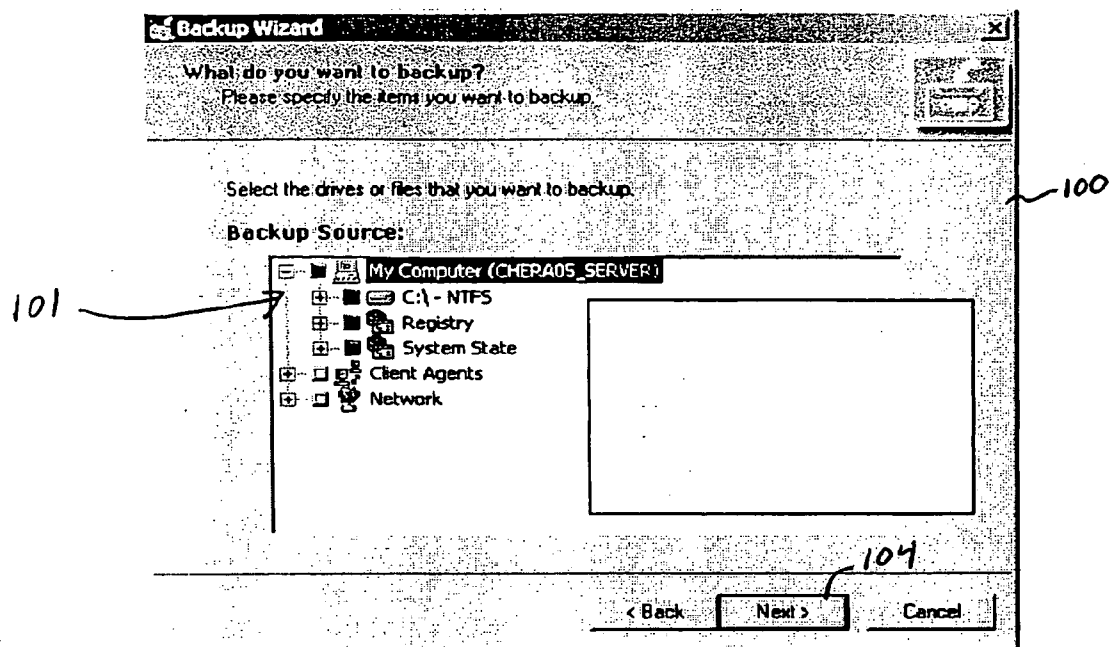 Backup Wizard
What do you want to backup?
Please specify the items you want to backup.
Select the drives or files that you want to backup.
100
Backup Source:
My Computer (CHEPA05_SERVER)
101
C:\ - NTFS
Registry
System State
Client Agents
Network
104
< Back
Next >
Cancel